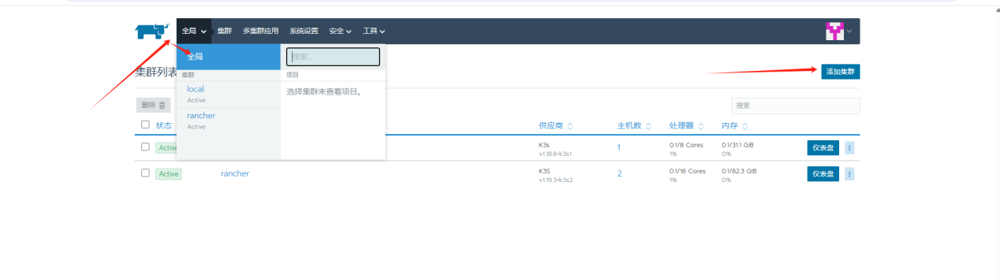 全局 集群 多集群应用 系统设置 安全 工具
全局 搜索...
集群列表 集群 项目 添加集群
local 选择集群来查看项目。
Active
删除 搜索
rancher
Active
状态 供应商 主机数 处理器 内存
Active K3s 1 0.1/8 Cores 0.1/31.1 GiB 仪表盘
v1.18.8+k3s1 1% 0%
Active rancher K3S 2 0.1/16 Cores 0.1/62.3 GiB 仪表盘
v1.19.3+k3s2 1% 0%